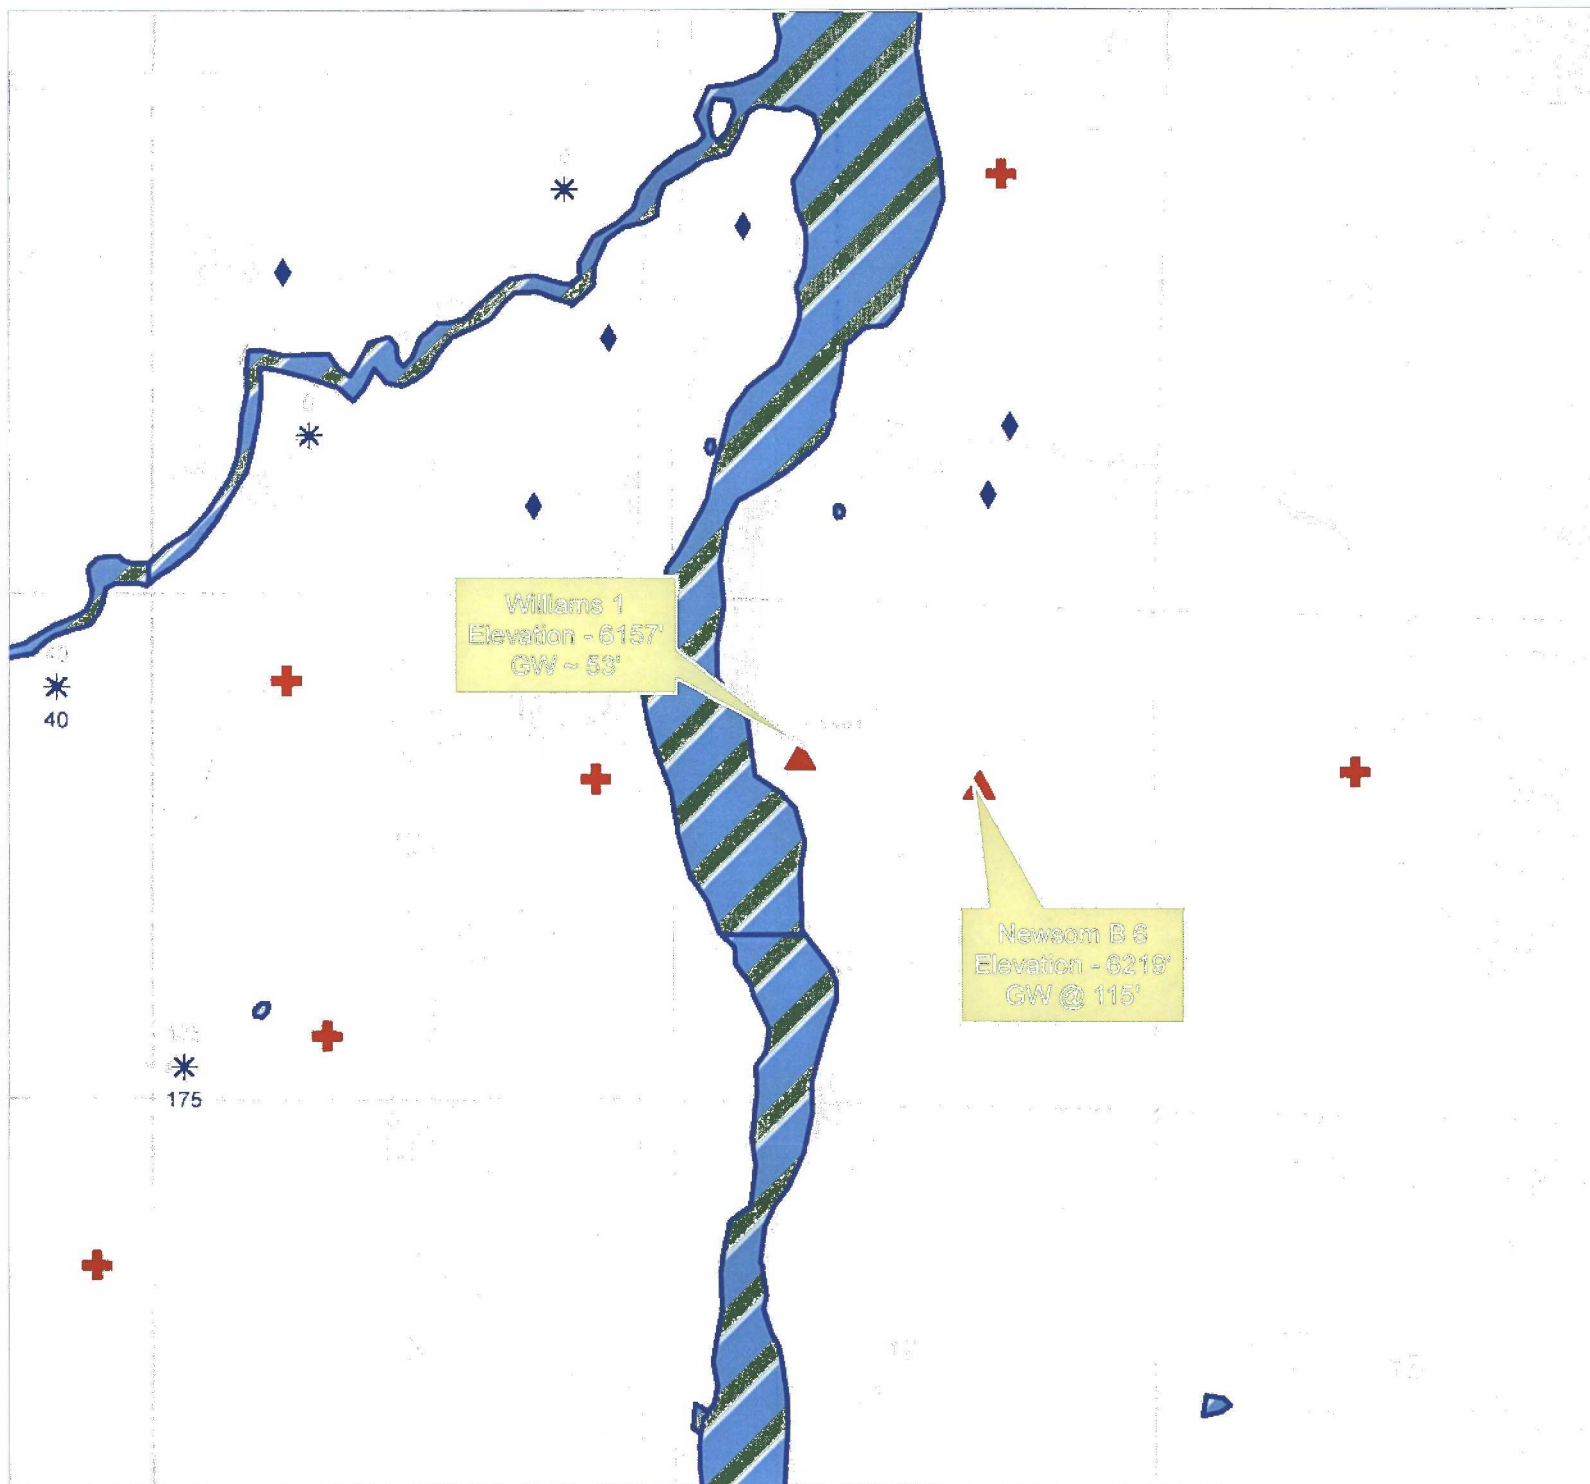 Williams 1
Elevation - 6157'
GW ~ 53'
40
Newsom B 6
Elevation - 6219'
GW @ 115'
175